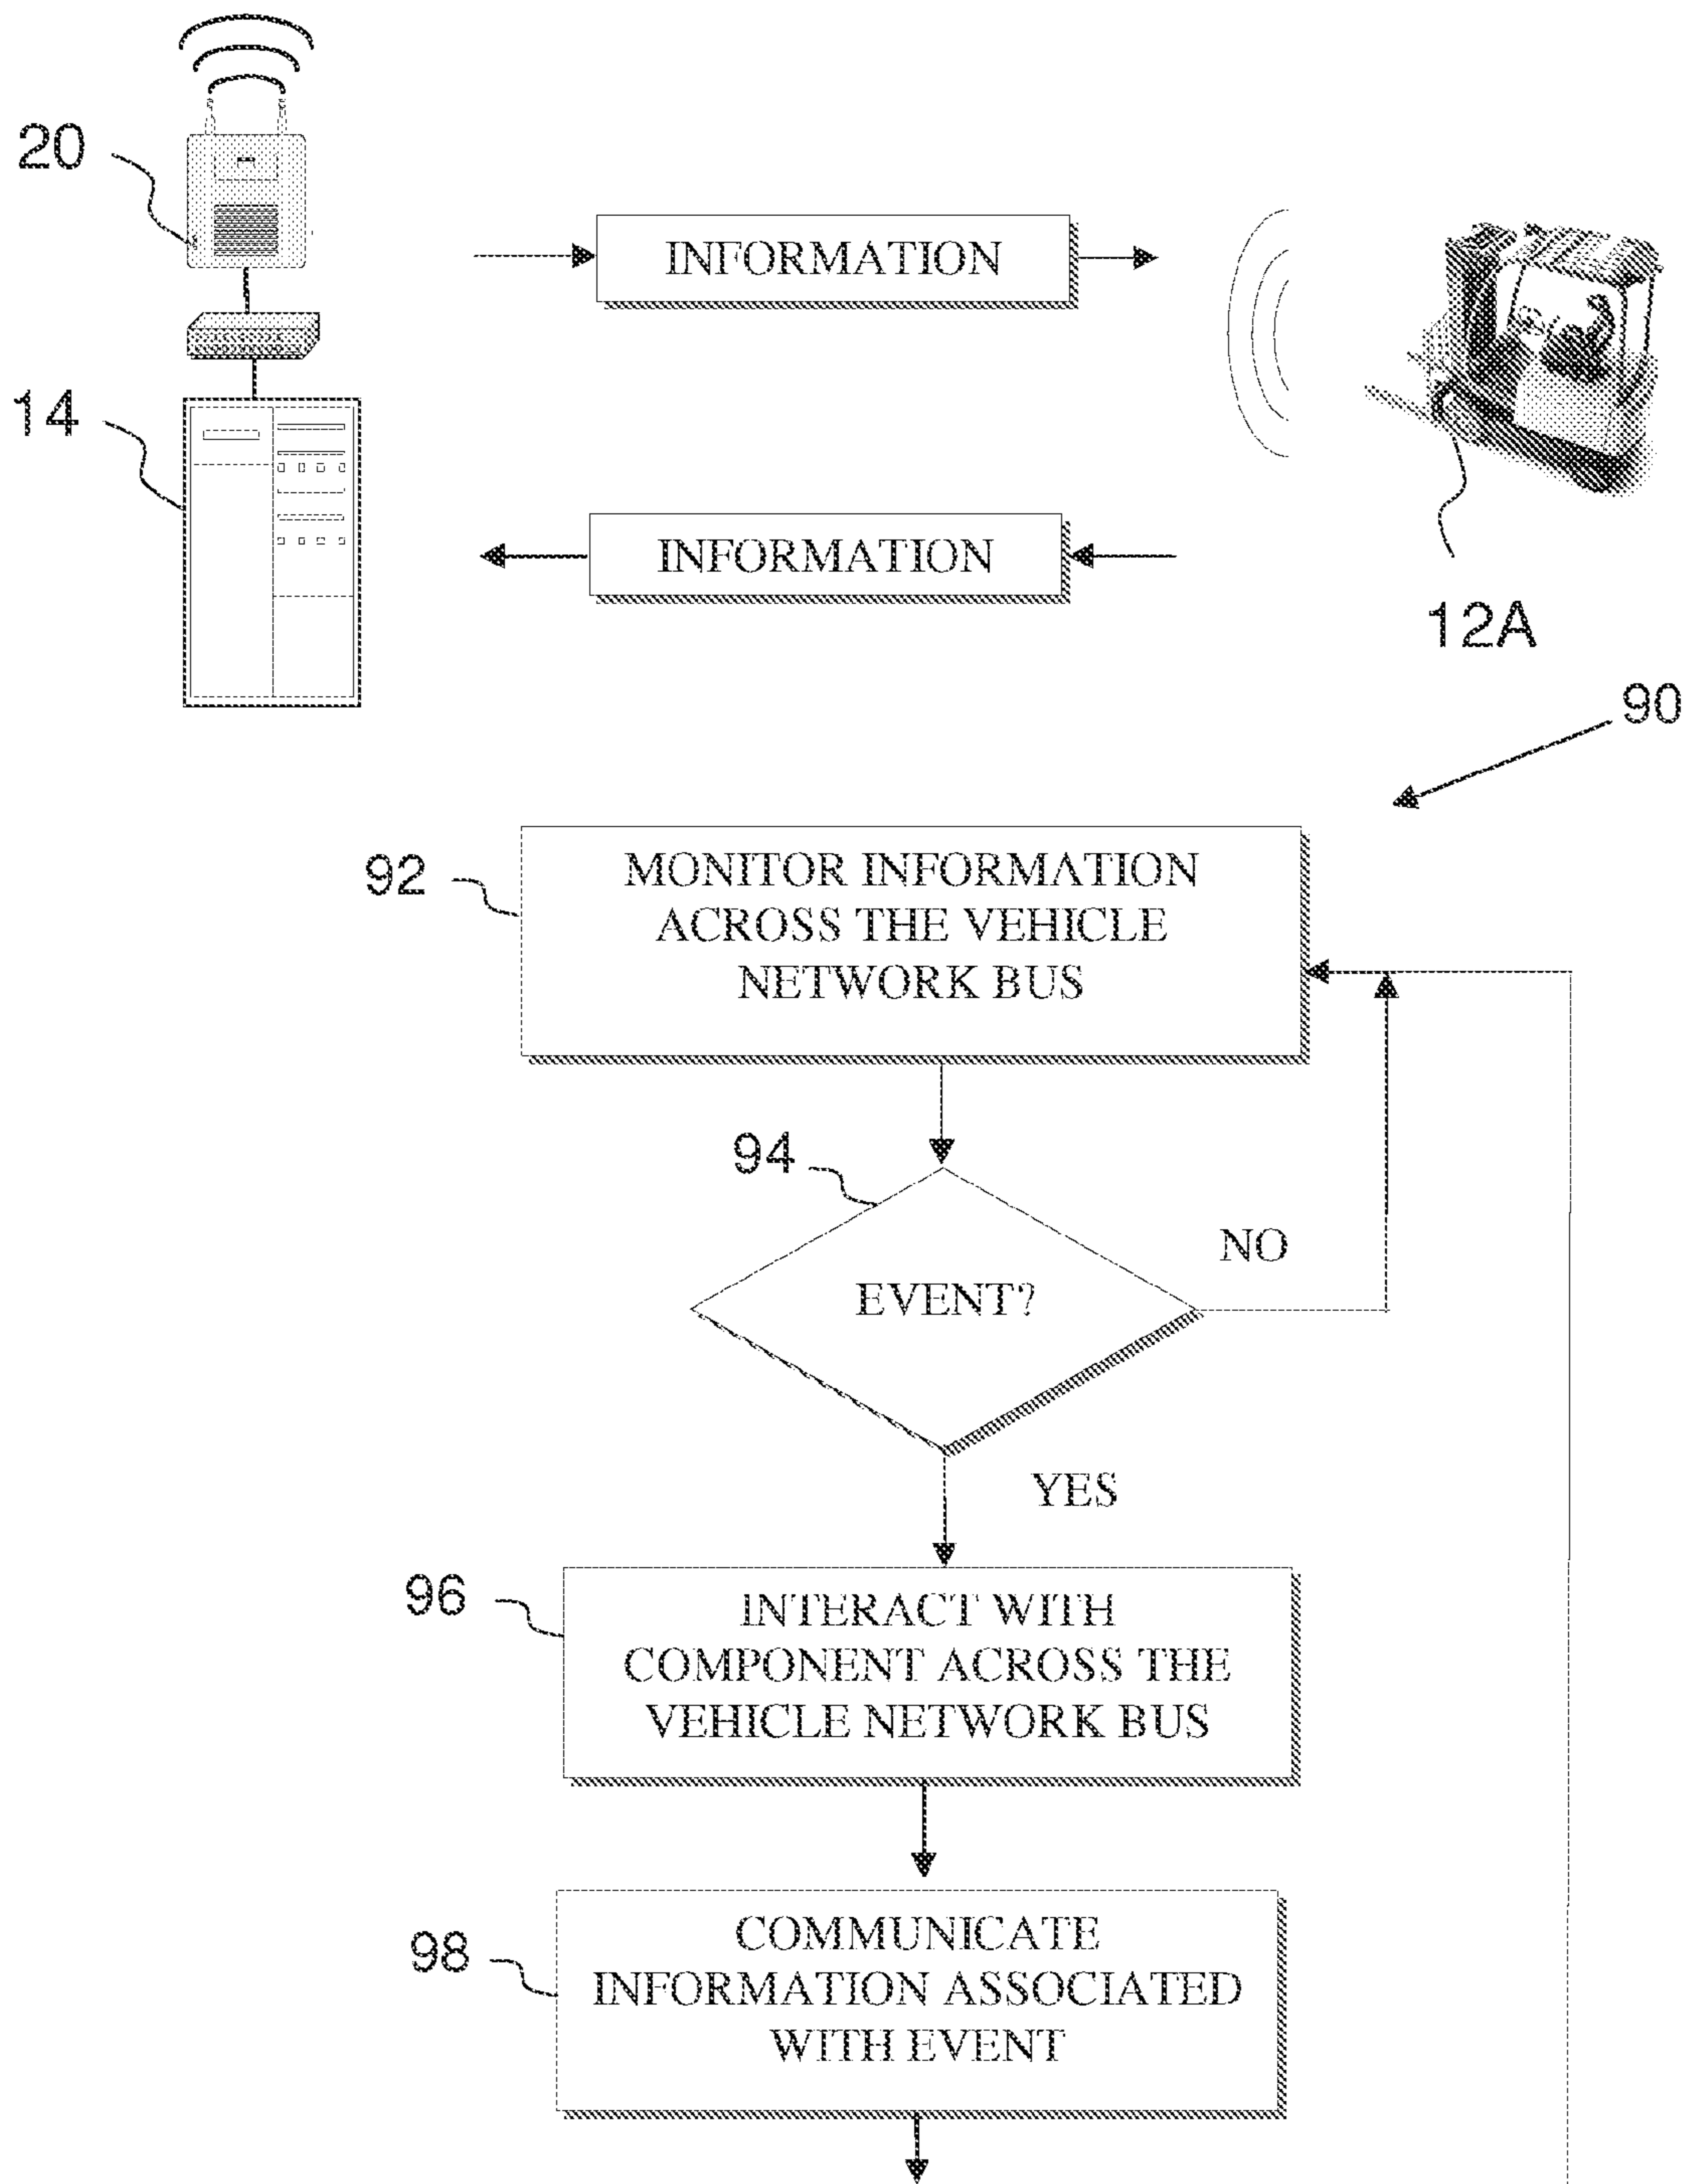 20
INFORMATION
14
INFORMATION
12A
90
92
MONITOR INFORMATION
ACROSS THE VEHICLE
NETWORK BUS
94
NO
EVENT?
YES
96
INTERACT WITH
COMPONENT ACROSS THE
VEHICLE NETWORK BUS
98
COMMUNICATE
INFORMATION ASSOCIATED
WITH EVENT